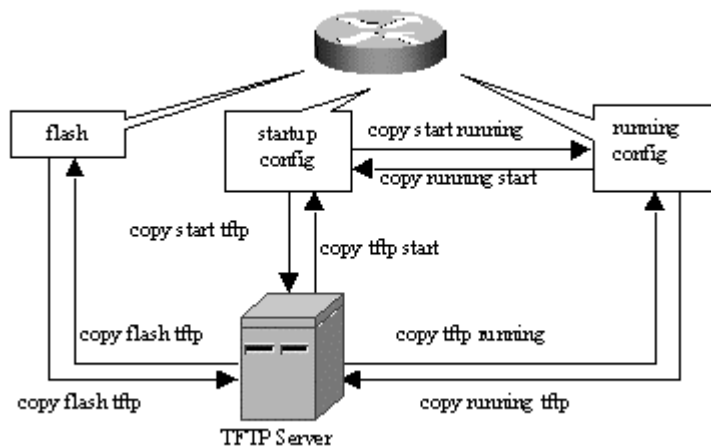 flash
startup
config
copy start running
running
config
copy running start
copy start tftp
copy tftp start
copy flash tftp
copy tftp running
copy flash tftp
copy running tftp
TFTP Server